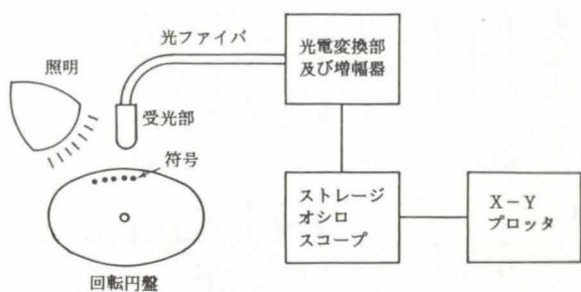 光ファイバ
照明
受光部
符号
回転円盤
光電変換部
及び増幅器
ストレージ
オシロ
スコープ
X-Y
プロッタ